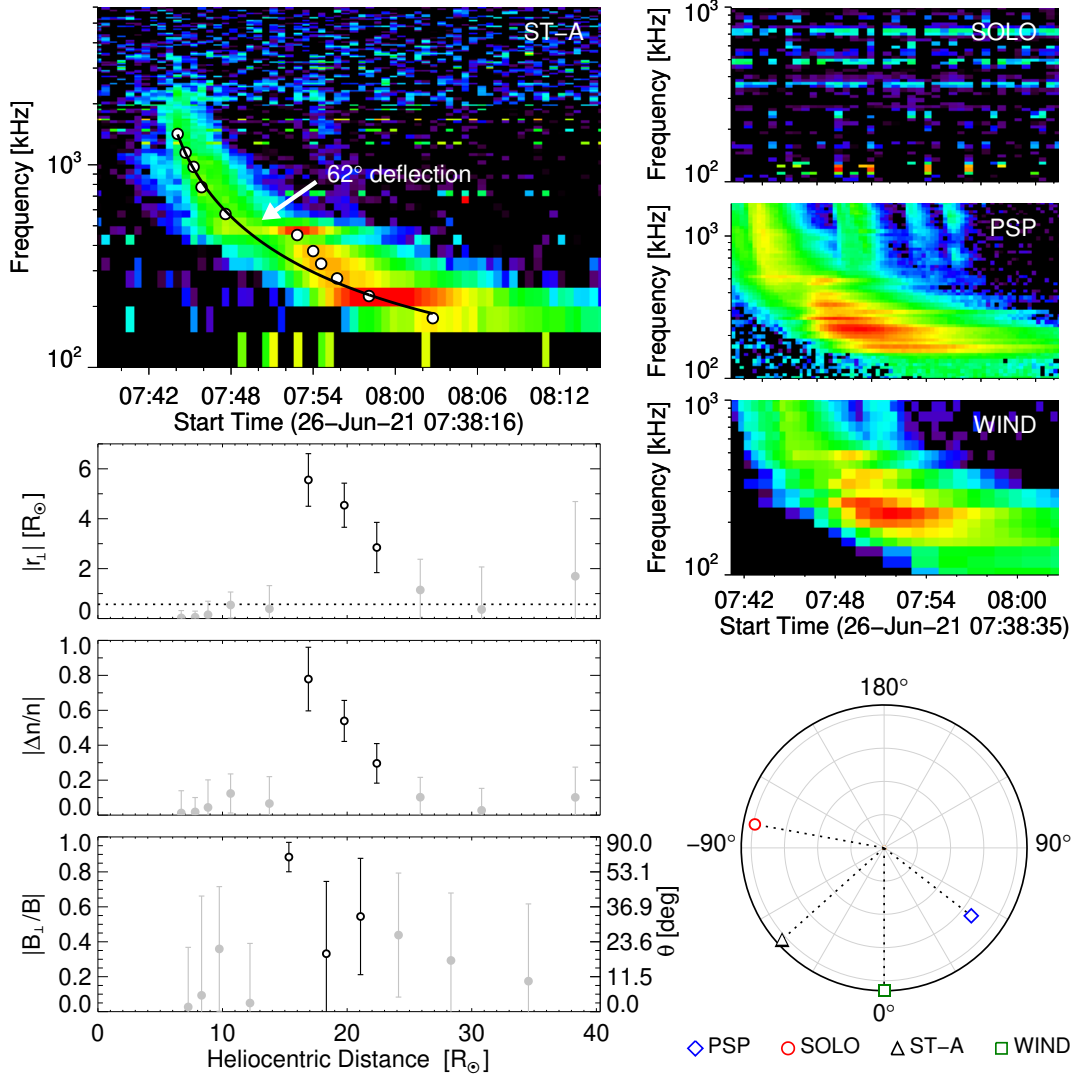 ST−A
62° deflection
Frequency [kHz]
10³
10²
07:42 07:48 07:54 08:00 08:06 08:12
Start Time (26−Jun−21 07:38:16)
SOLO
Frequency [kHz]
10³
10²
PSP
Frequency [kHz]
10³
10²
WIND
Frequency [kHz]
10³
10²
07:42 07:48 07:54 08:00
Start Time (26−Jun−21 07:38:35)
|r⊥| [R☉]
6
4
2
0
|Δn/n|
1.0
0.8
0.6
0.4
0.2
0.0
|B⊥/B|
1.0
0.8
0.6
0.4
0.2
0.0
90.0
53.1
36.9
23.6
11.5
0.0
θ [deg]
0 10 20 30 40
Heliocentric Distance [R☉]
180°
−90°
90°
0°
PSP SOLO ST−A WIND